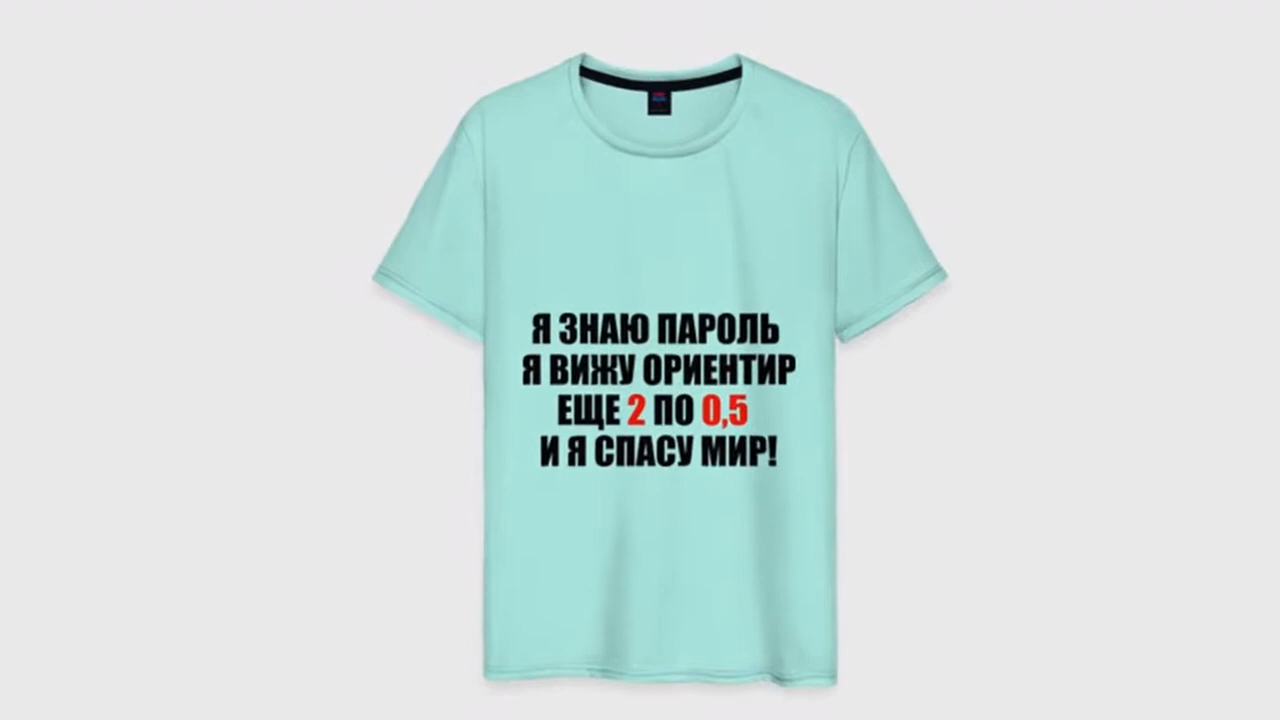 Я ЗНАЮ ПАРОЛЬ
Я ВИЖУ ОРИЕНТИР
ЕЩЕ 2 ПО 0,5
И Я СПАСУ МИР!